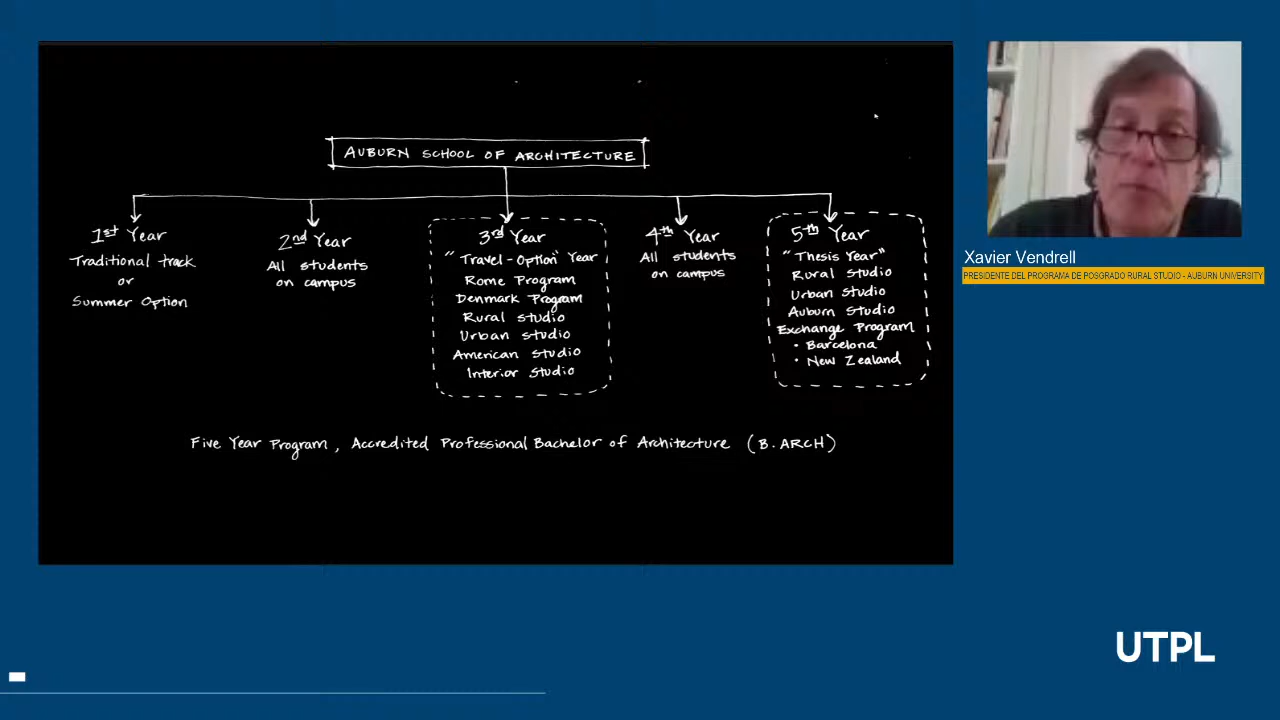 AUBURN SCHOOL OF ARCHITECTURE
1st Year
Traditional track
or
Summer Option
2nd Year
All students
on campus
3rd Year
"Travel-Option" Year
Rome Program
Denmark Program
Rural studio
Urban studio
American studio
Interior studio
4th Year
All students
on campus
5th Year
"Thesis Year"
Rural Studio
Urban Studio
Auburn Studio
Exchange Program
• Barcelona
• New Zealand
Five Year Program, Accredited Professional Bachelor of Architecture (B.ARCH)
Xavier Vendrell
PRESIDENTE DEL PROGRAMA DE POSGRADO RURAL STUDIO - AUBURN UNIVERSITY
UTPL